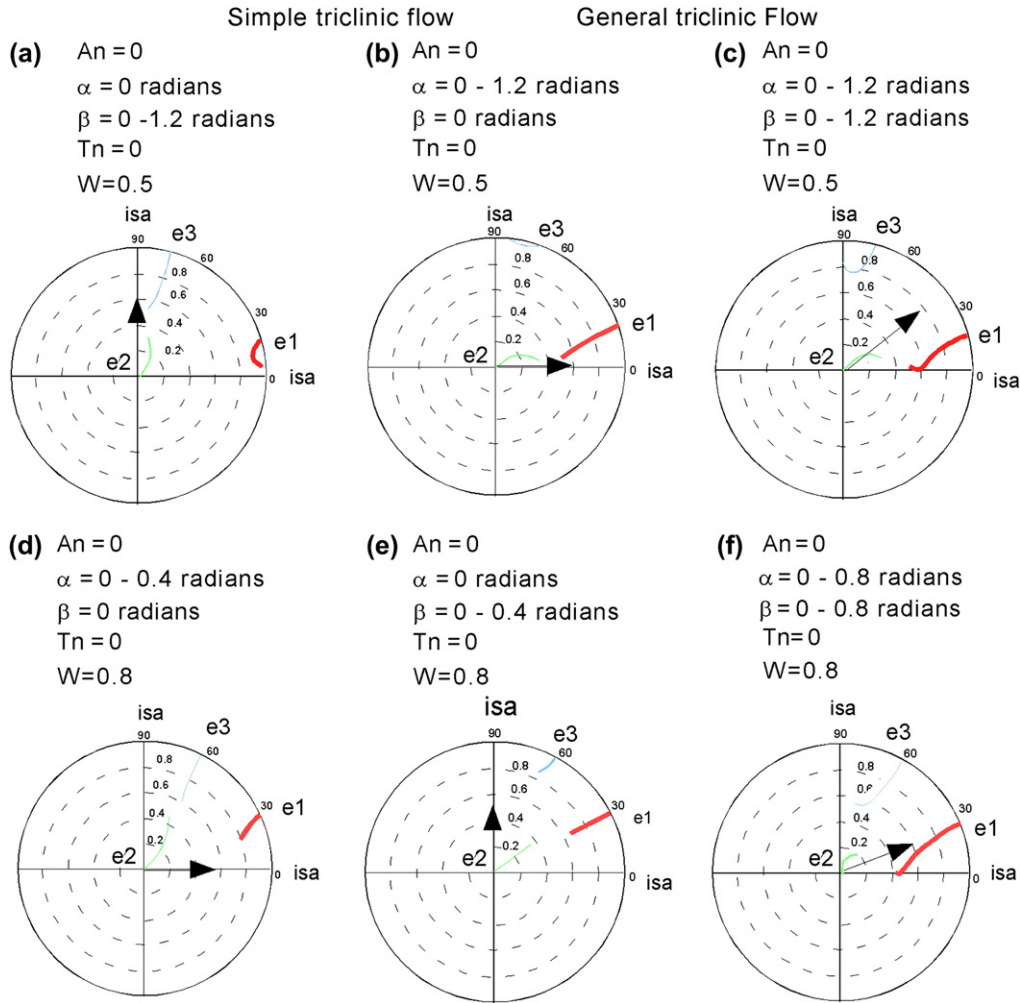 Simple triclinic flow
General triclinic Flow
(a) An = 0
α = 0 radians
β = 0 -1.2 radians
Tn = 0
W=0.5
isa
90
e3
60
0.8
0.6
0.4
30
e1
0.2
e2
0
isa
(b) An = 0
α = 0 - 1.2 radians
β = 0 radians
Tn = 0
W=0.5
isa
90
e3
60
0.8
0.6
0.4
30
e1
0.2
e2
0
isa
(c) An = 0
α = 0 - 1.2 radians
β = 0 - 1.2 radians
Tn = 0
W=0.5
isa
90
e3
60
0.8
0.6
0.4
30
e1
0.2
e2
0
isa
(d) An = 0
α = 0 - 0.4 radians
β = 0 radians
Tn = 0
W=0.8
isa
90
e3
60
0.8
0.6
0.4
30
e1
0.2
e2
0
isa
(e) An = 0
α = 0 radians
β = 0 - 0.4 radians
Tn = 0
W=0.8
isa
90
e3
60
0.8
0.6
0.4
30
e1
0.2
e2
0
isa
(f) An = 0
α = 0 - 0.8 radians
β = 0 - 0.8 radians
Tn= 0
W=0.8
isa
90
e3
60
0.8
0.6
0.4
30
e1
0.2
e2
0
isa